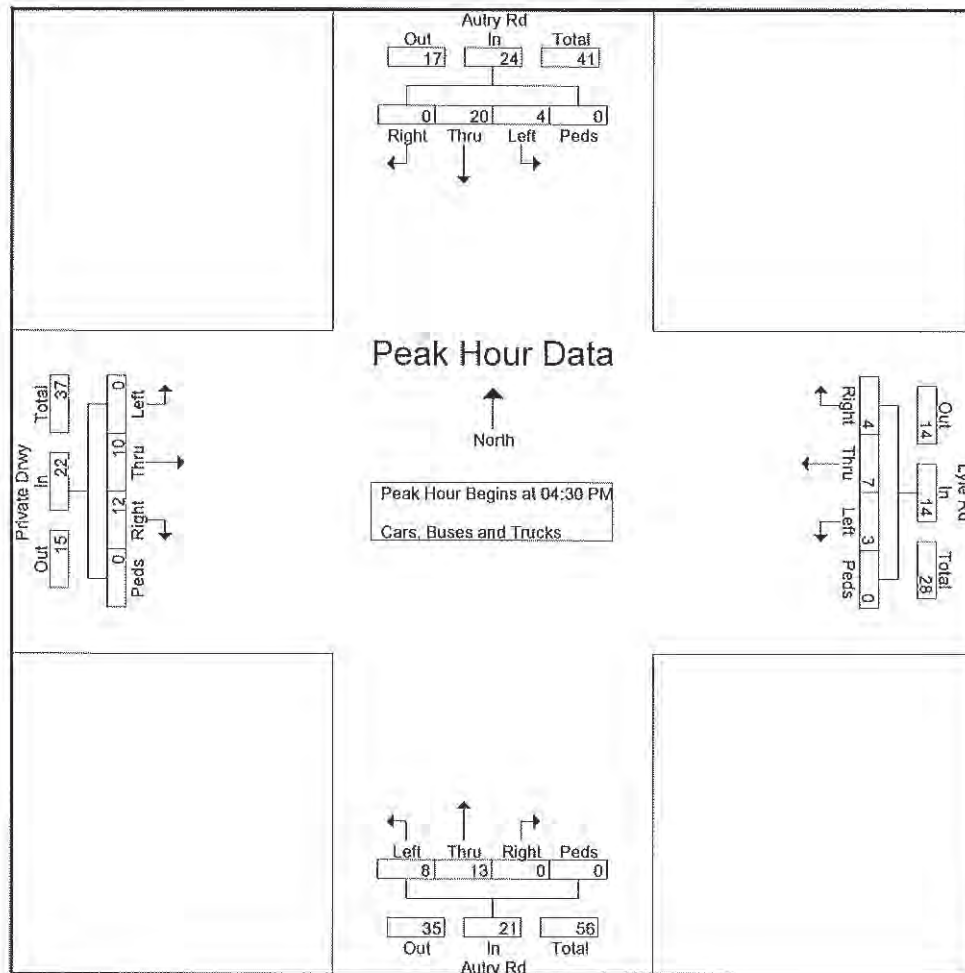 Autry Rd
Out In Total
17 24 41
0 20 4 0
Right Thru Left Peds
Peak Hour Data
North
Peak Hour Begins at 04:30 PM
Cars, Buses and Trucks
Private Drwy
Out In Total
15 22 37
0 10 12 0
Left Thru Right Peds
Lyle Rd
Out In Total
14 14 28
4 7 3 0
Right Thru Left Peds
Left Thru Right Peds
8 13 0 0
35 21 56
Out In Total
Autry Rd